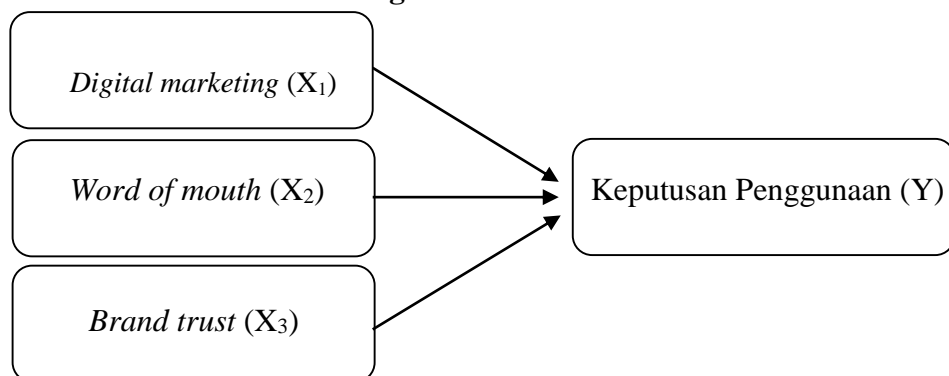 Digital marketing (X₁)
Word of mouth (X₂)
Keputusan Penggunaan (Y)
Brand trust (X₃)